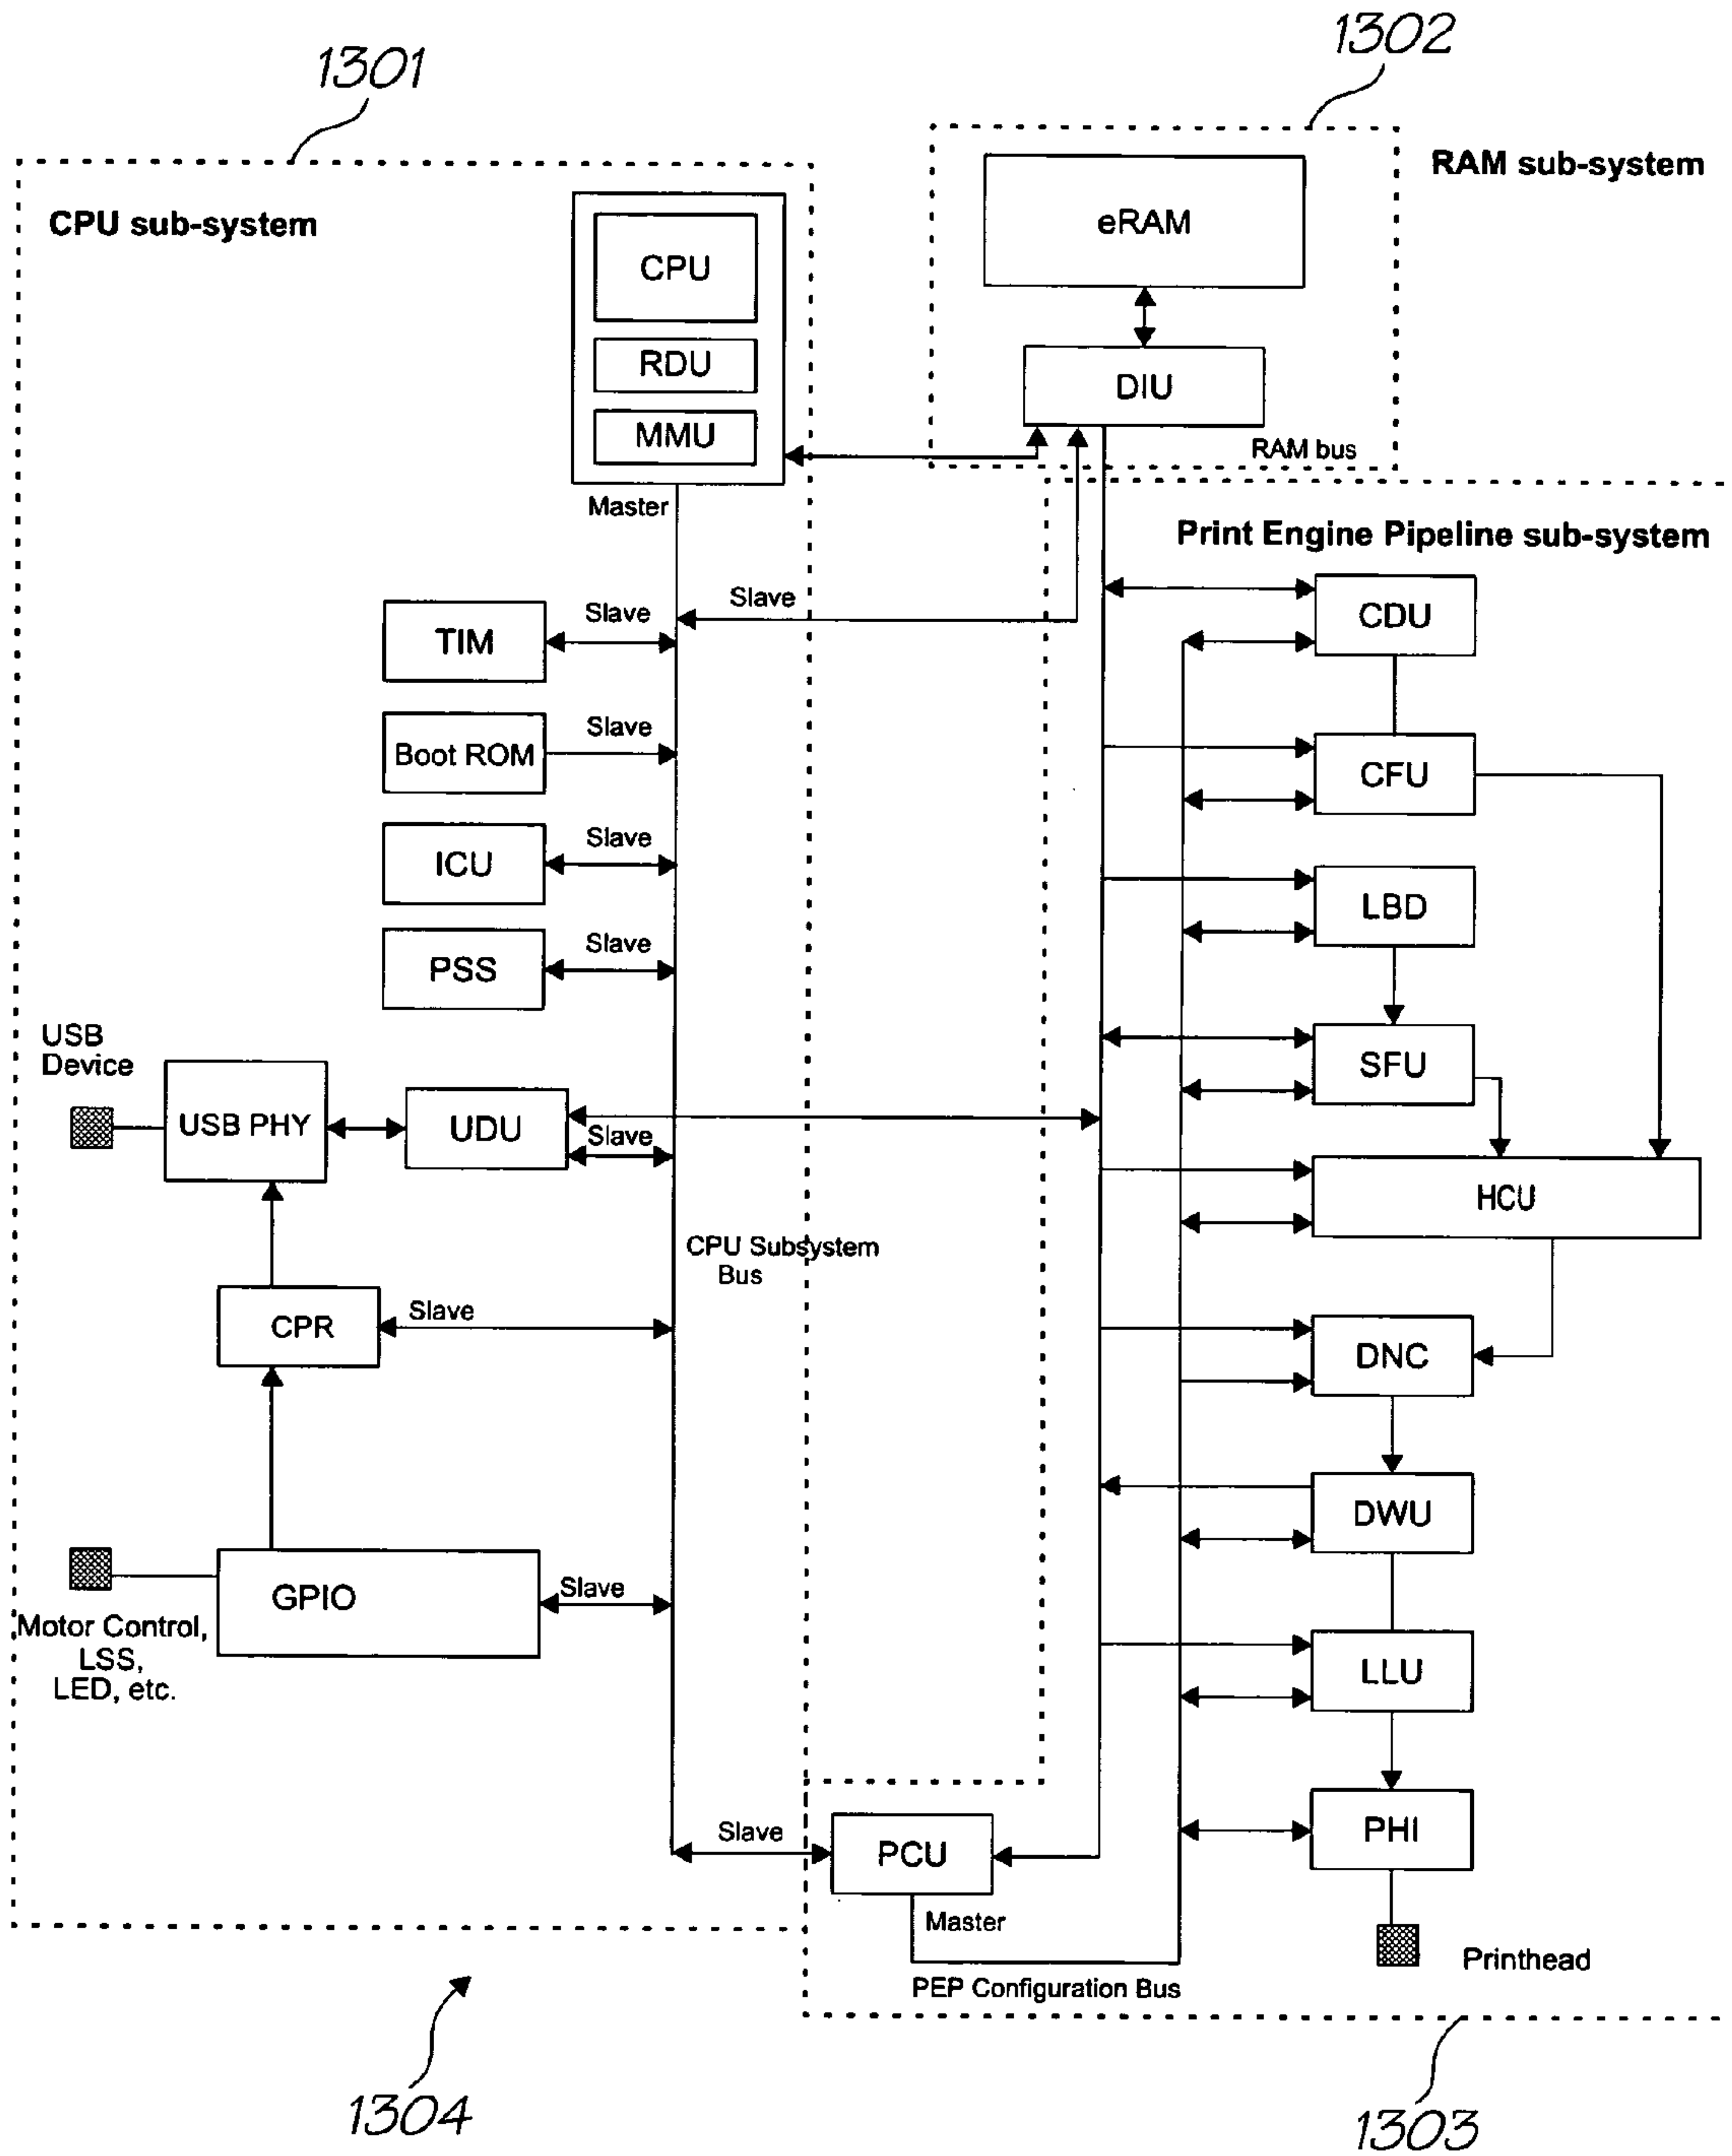 1301
1302
CPU sub-system
RAM sub-system
CPU
RDU
MMU
Master
eRAM
DIU
RAM bus
Print Engine Pipeline sub-system
Slave
TIM
Slave
Boot ROM
Slave
ICU
Slave
PSS
Slave
USB
Device
USB PHY
UDU
Slave
CPU Subsystem
Bus
CPR
Slave
GPIO
Slave
Motor Control,
LSS,
LED, etc.
CDU
CFU
LBD
SFU
HCU
DNC
DWU
LLU
PHI
Slave
PCU
Master
PEP Configuration Bus
Printhead
1304
1303